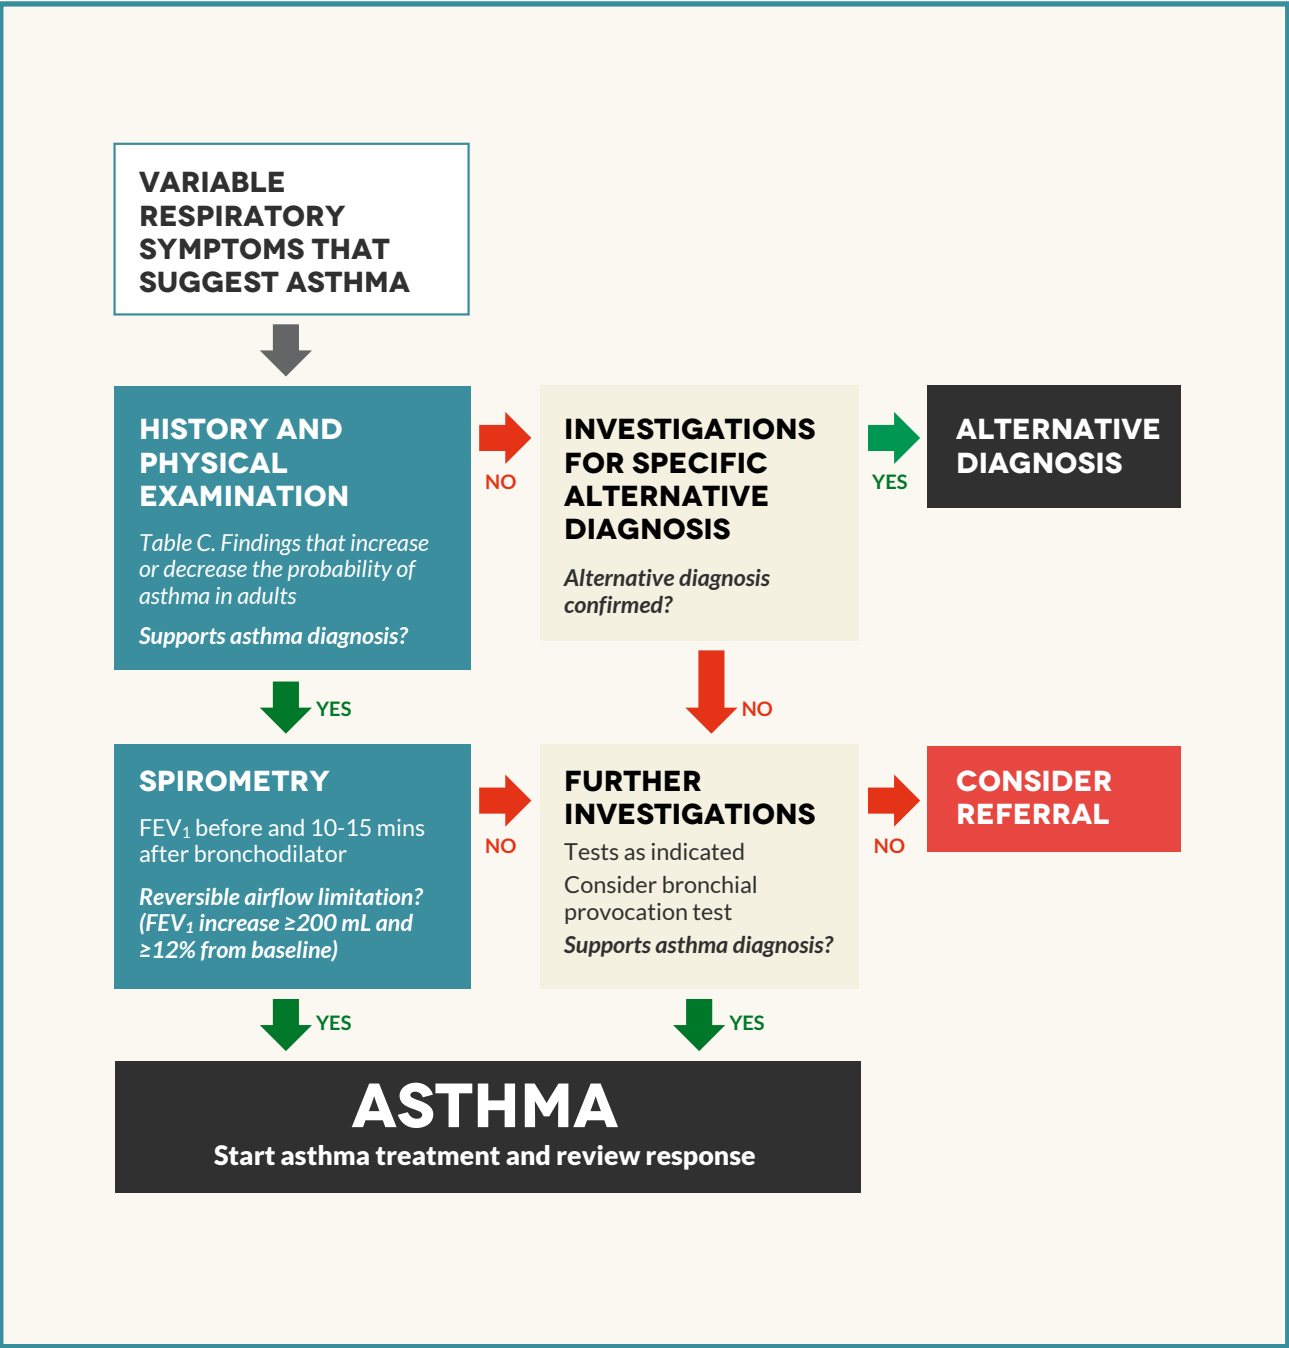 VARIABLE
RESPIRATORY
SYMPTOMS THAT
SUGGEST ASTHMA
HISTORY AND
PHYSICAL
EXAMINATION
Table C. Findings that increase
or decrease the probability of
asthma in adults
Supports asthma diagnosis?
NO
INVESTIGATIONS
FOR SPECIFIC
ALTERNATIVE
DIAGNOSIS
Alternative diagnosis
confirmed?
YES
ALTERNATIVE
DIAGNOSIS
YES
NO
SPIROMETRY
FEV₁ before and 10-15 mins
after bronchodilator
Reversible airflow limitation?
(FEV₁ increase ≥200 mL and
≥12% from baseline)
NO
FURTHER
INVESTIGATIONS
Tests as indicated
Consider bronchial
provocation test
Supports asthma diagnosis?
NO
CONSIDER
REFERRAL
YES
YES
ASTHMA
Start asthma treatment and review response